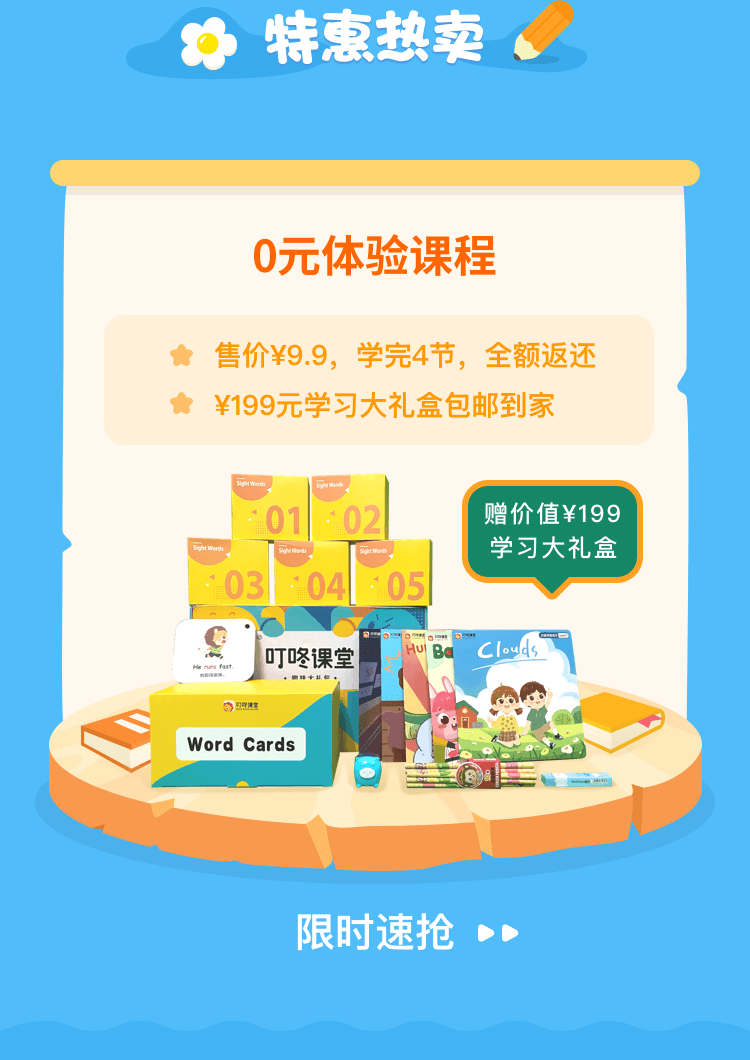 特惠热卖
0元体验课程
售价¥9.9，学完4节，全额返还
¥199元学习大礼盒包邮到家
赠价值¥199
学习大礼盒
Sight Words
01
Sight Words
02
Sight Words
03
Sight Words
04
Sight Words
05
He runs fast.
叮咚课堂
叮咚课堂
Word Cards
叮咚课堂
Clouds
限时速抢